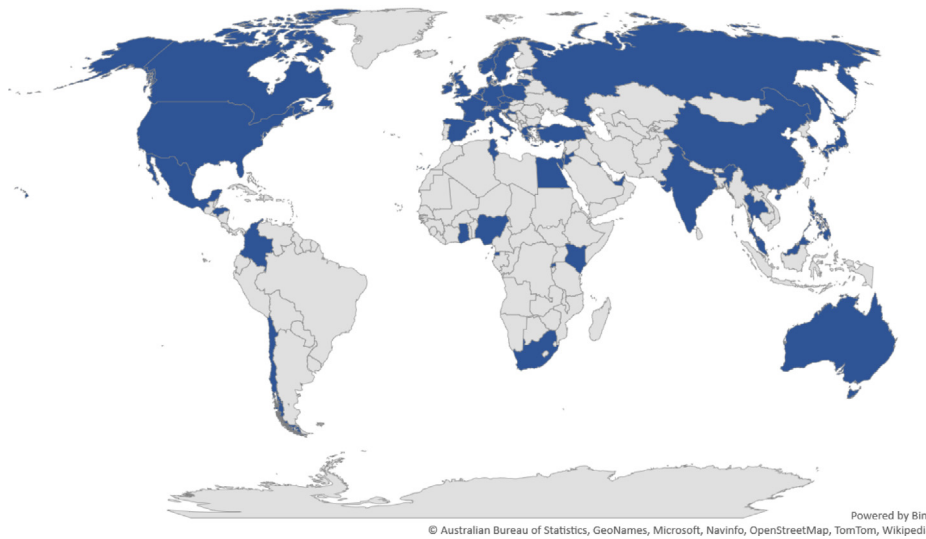 Powered by Bin
© Australian Bureau of Statistics, GeoNames, Microsoft, Navinfo, OpenStreetMap, TomTom, Wikipedi